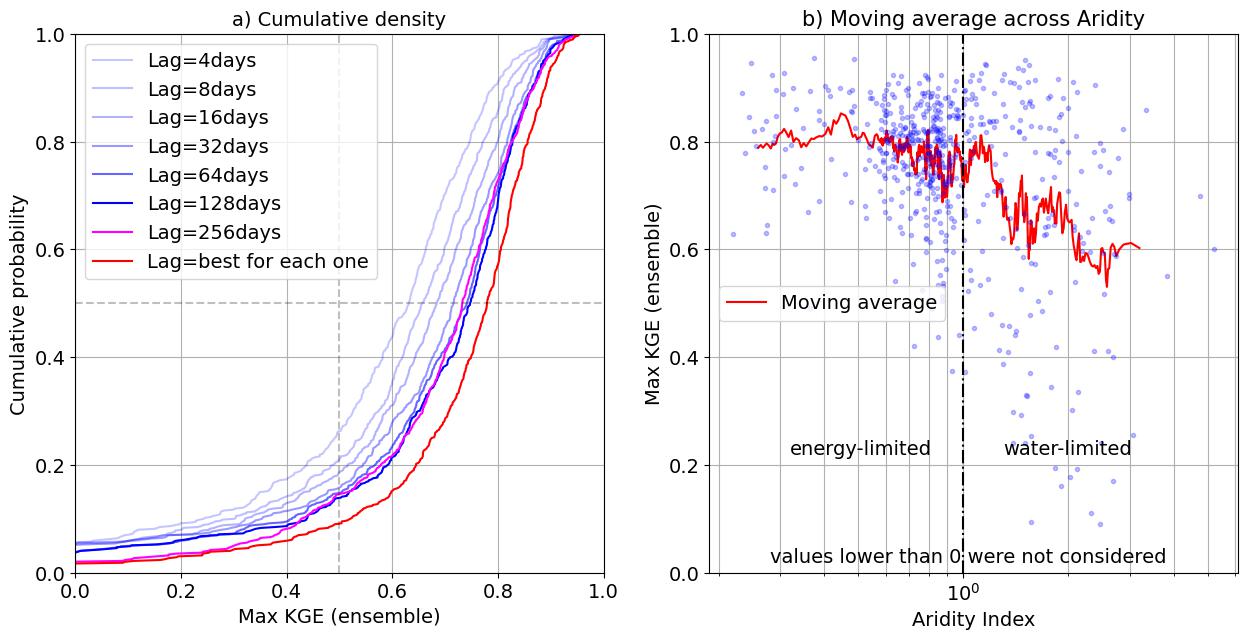 a) Cumulative density
Cumulative probability
1.0
0.8
0.6
0.4
0.2
0.0
Lag=4days
Lag=8days
Lag=16days
Lag=32days
Lag=64days
Lag=128days
Lag=256days
Lag=best for each one
0.0 0.2 0.4 0.6 0.8 1.0
Max KGE (ensemble)
b) Moving average across Aridity
Max KGE (ensemble)
1.0
0.8
0.6
0.4
0.2
0.0
Moving average
energy-limited water-limited
values lower than 0 were not considered
10⁰
Aridity Index